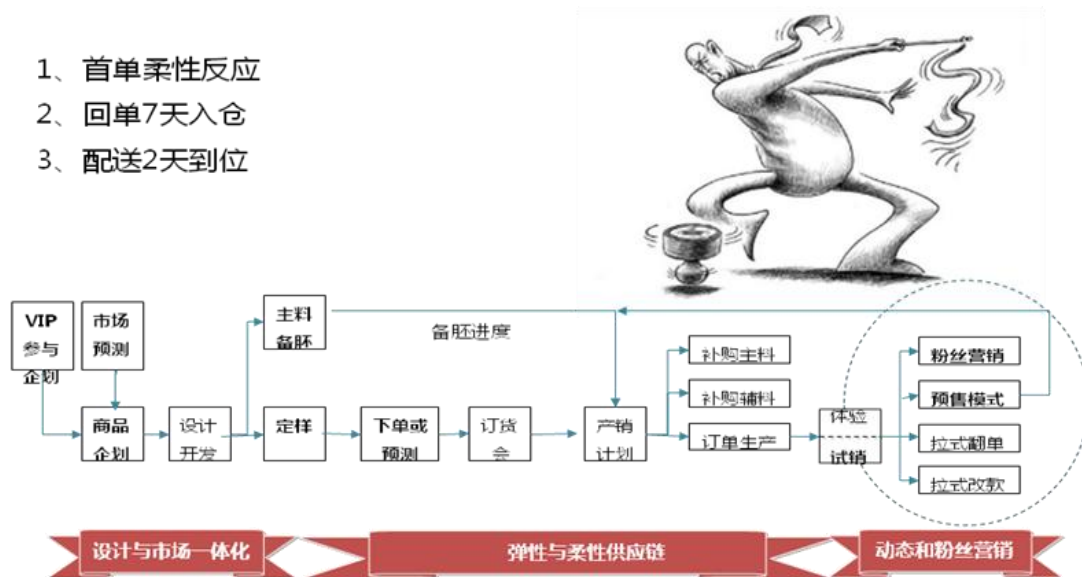 1、首单柔性反应
2、回单7天入仓
3、配送2天到位
VIP
参与
企划
市场
预测
主料
备胚
备胚进度
商品
企划
设计
开发
定样
下单或
预测
订货
会
产销
计划
补购主料
补购辅料
订单生产
体验
试销
粉丝营销
预售模式
拉式翻单
拉式改款
设计与市场一体化
弹性与柔性供应链
动态和粉丝营销